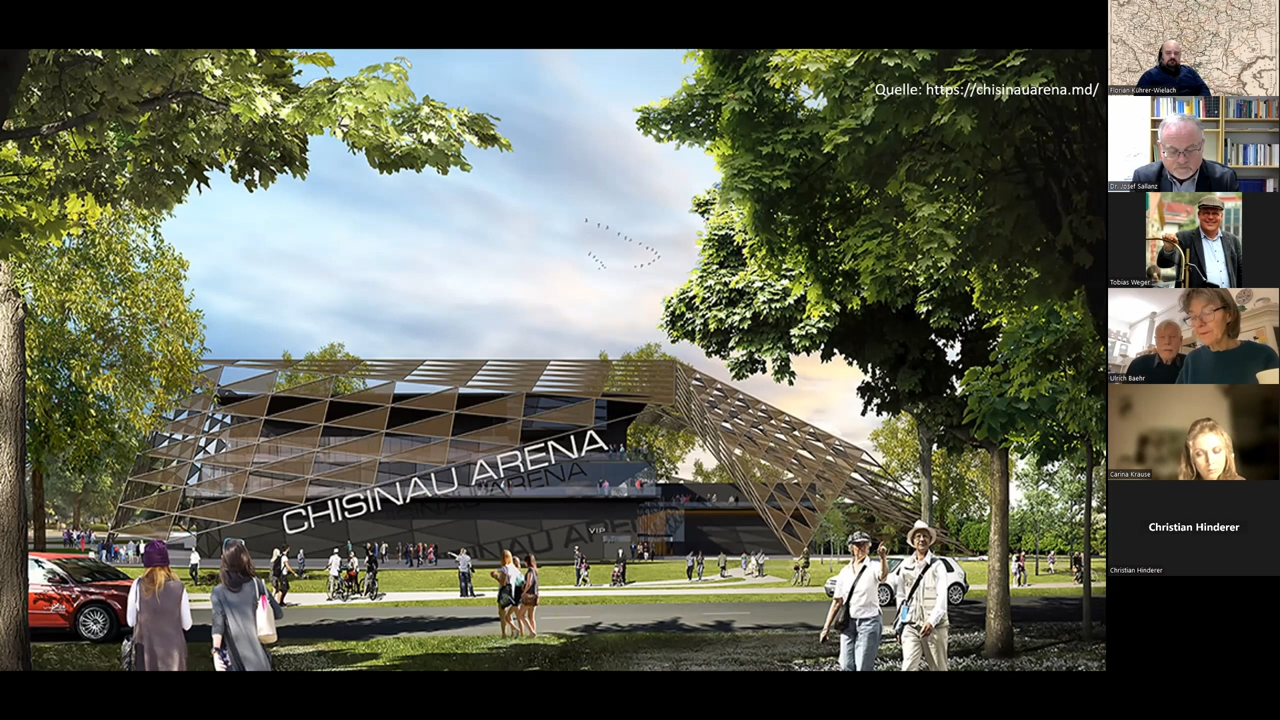 Quelle: https://chisinauarena.md/
CHISINAU ARENA
VIP
Florian Kührer-Wielach
Dr. Josef Sallanz
Tobias Weger
Ulrich Baehr
Carina Krause
Christian Hinderer
Christian Hinderer